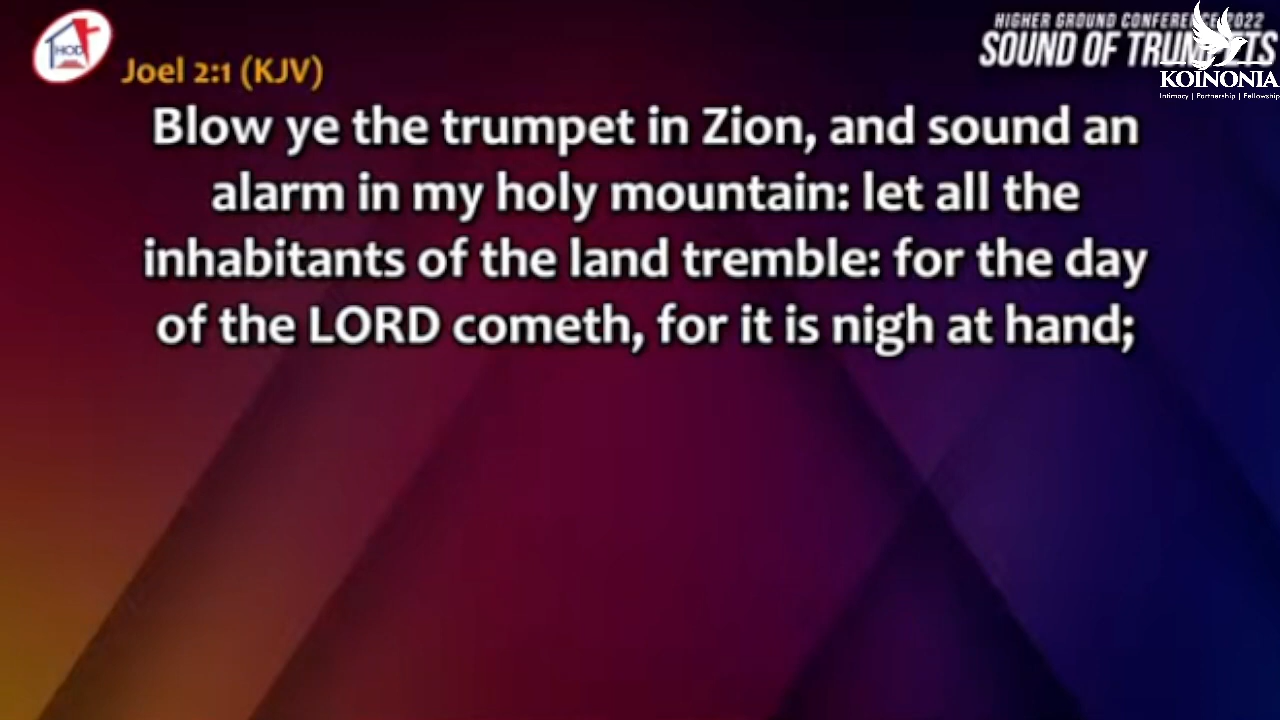 HOD
HIGHER GROUND CONFERENCE 2022
SOUND OF TRUMPETS
KOINONIA
Intimacy | Partnership | Fellowship
Joel 2:1 (KJV)
Blow ye the trumpet in Zion, and sound an
alarm in my holy mountain: let all the
inhabitants of the land tremble: for the day
of the LORD cometh, for it is nigh at hand;